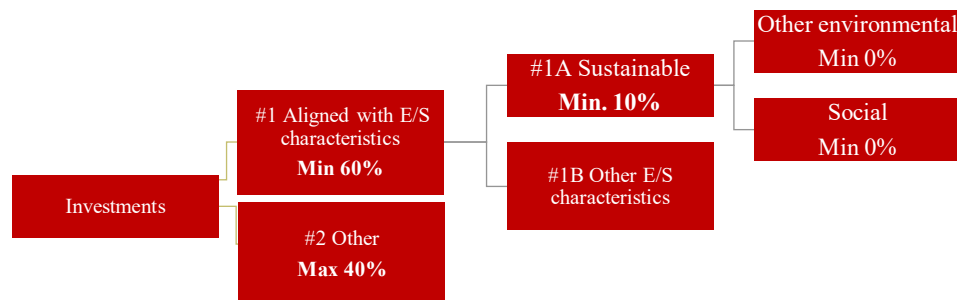 Investments
#1 Aligned with E/S
characteristics
Min 60%
#2 Other
Max 40%
#1A Sustainable
Min. 10%
#1B Other E/S
characteristics
Other environmental
Min 0%
Social
Min 0%